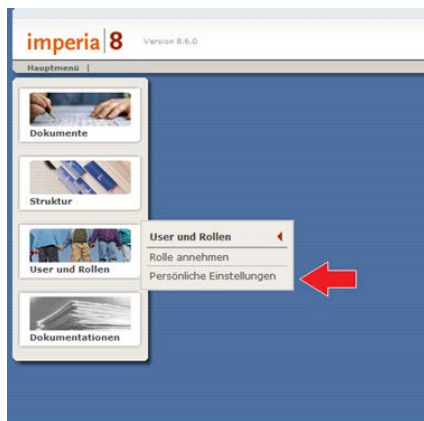 imperia 8 Version 8.6.0
Hauptmenü |
Dokumente
Struktur
User und Rollen
User und Rollen
Rolle annehmen
Persönliche Einstellungen
Dokumentationen